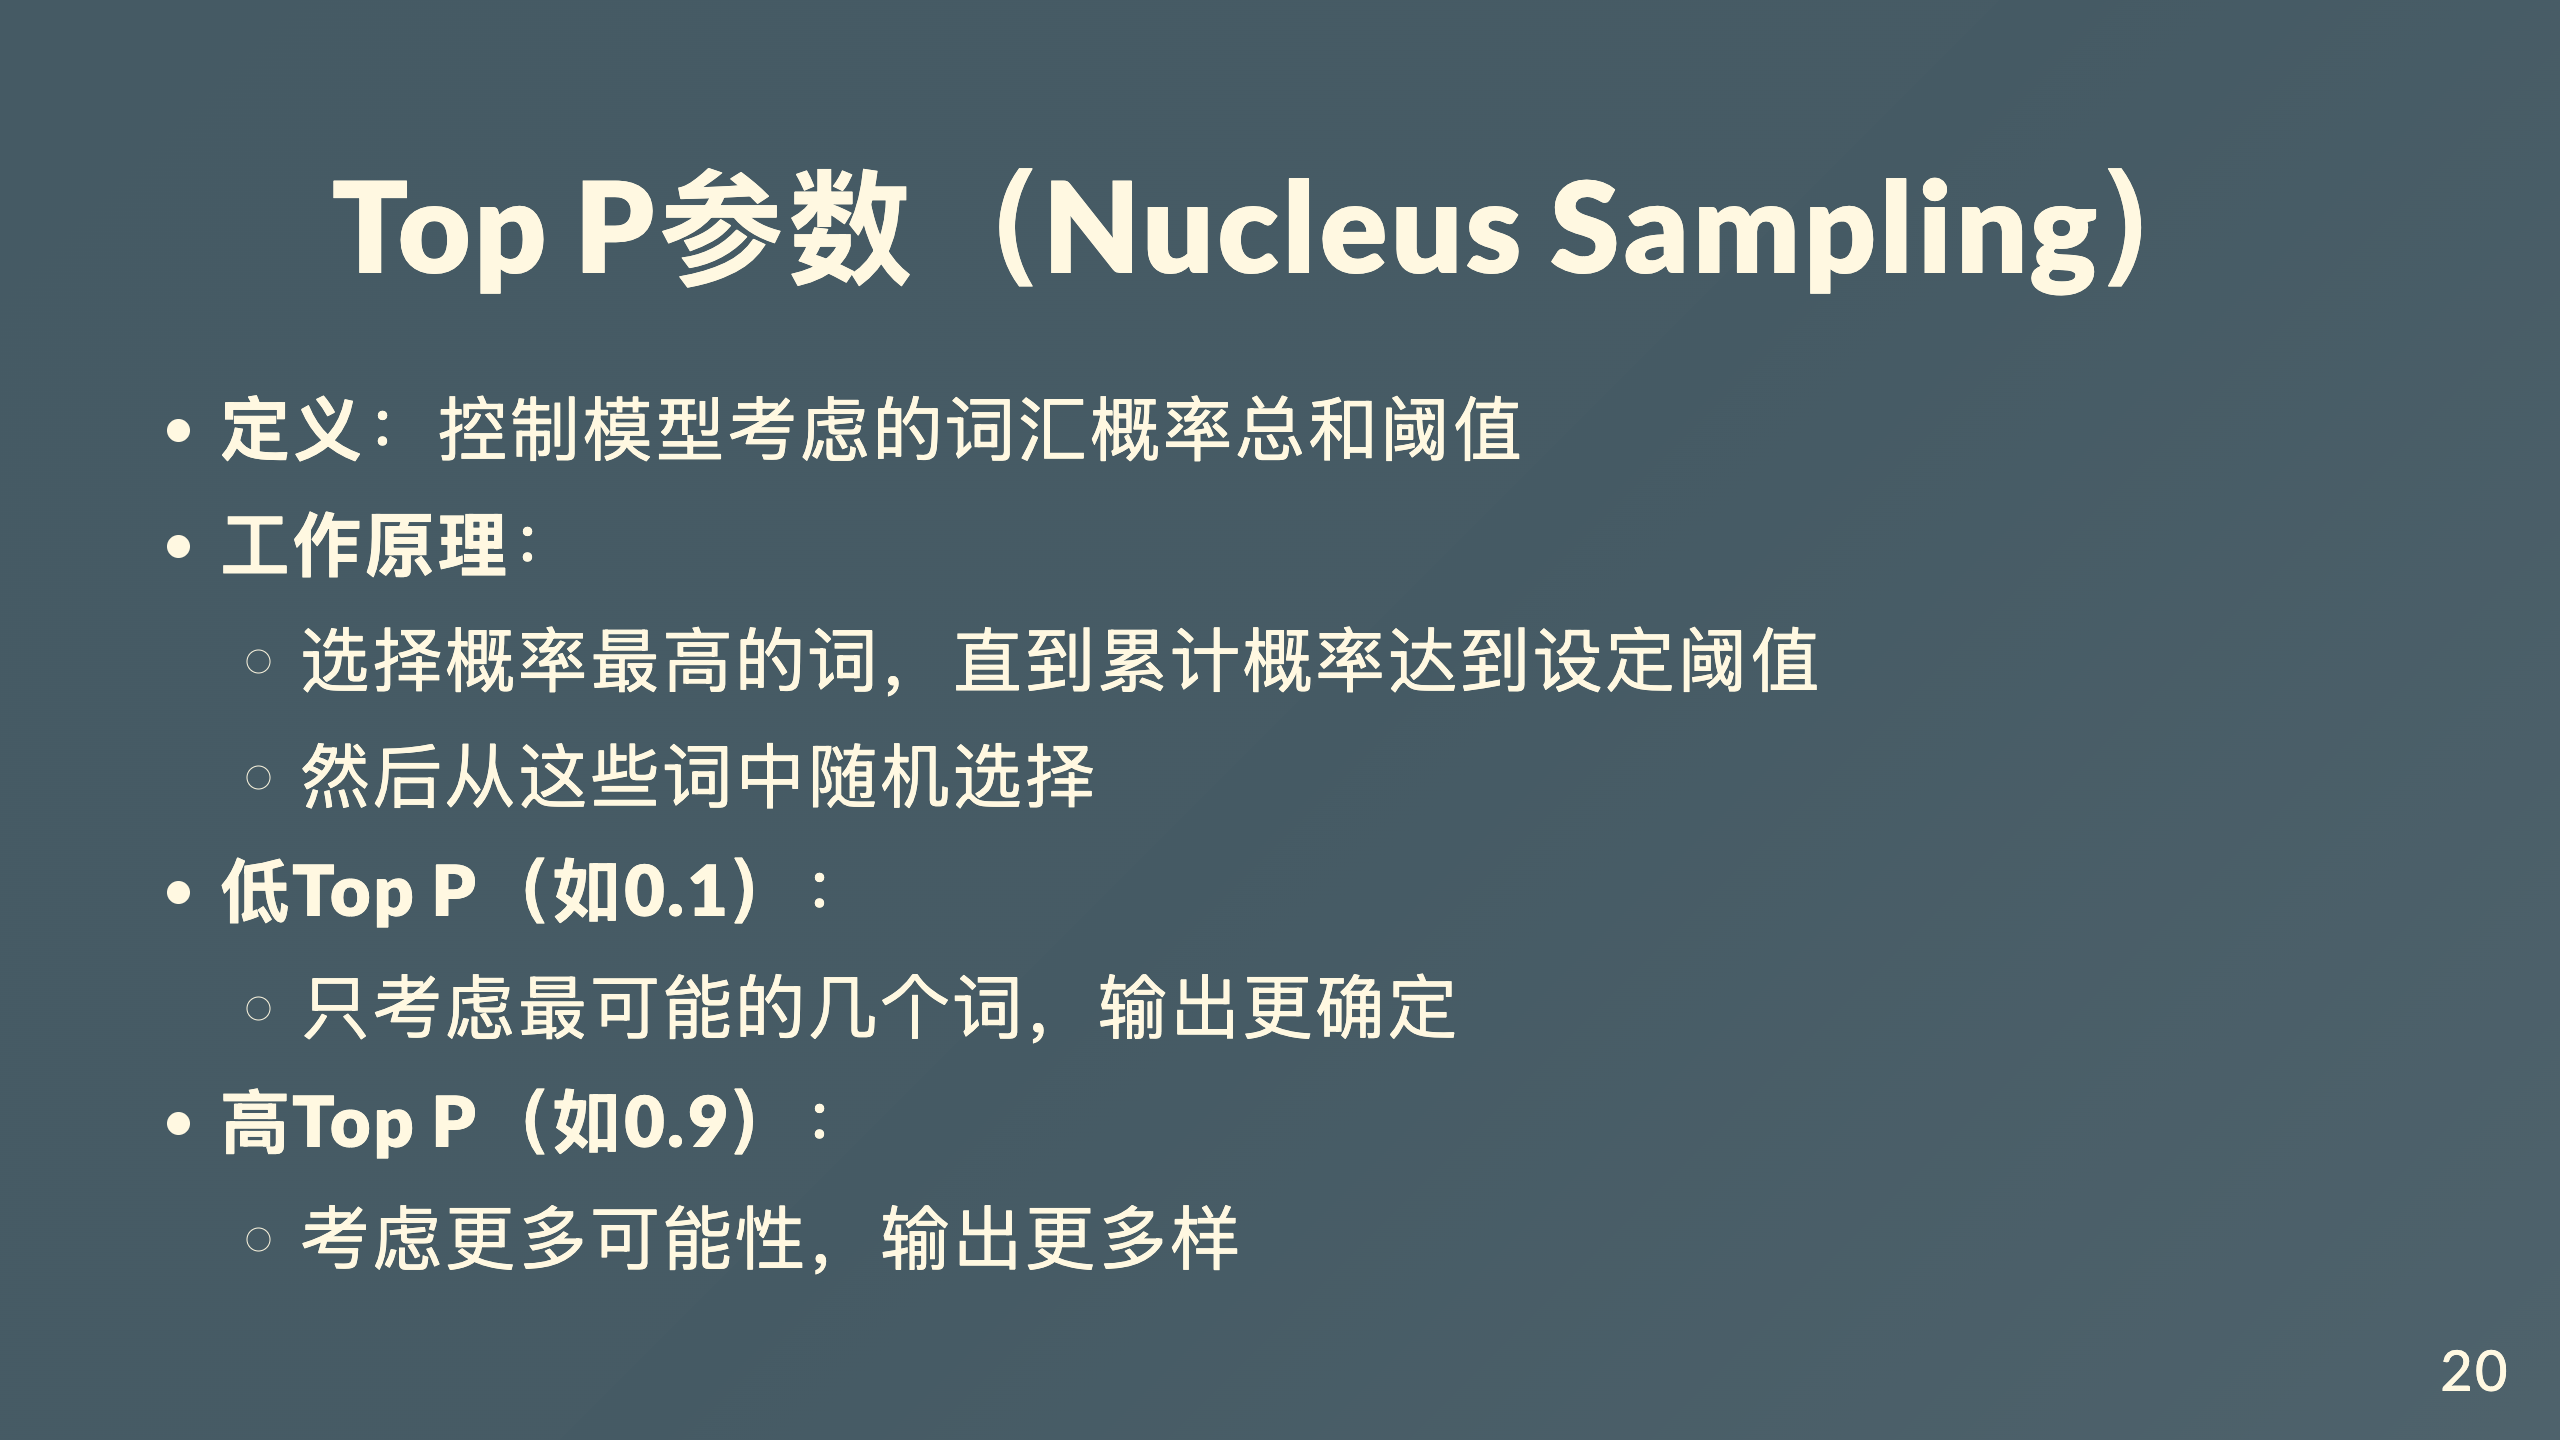 Top P参数（Nucleus Sampling）
定义：控制模型考虑的词汇概率总和阈值
工作原理：
选择概率最高的词，直到累计概率达到设定阈值
然后从这些词中随机选择
低Top P（如0.1）：
只考虑最可能的几个词，输出更确定
高Top P（如0.9）：
考虑更多可能性，输出更多样
20